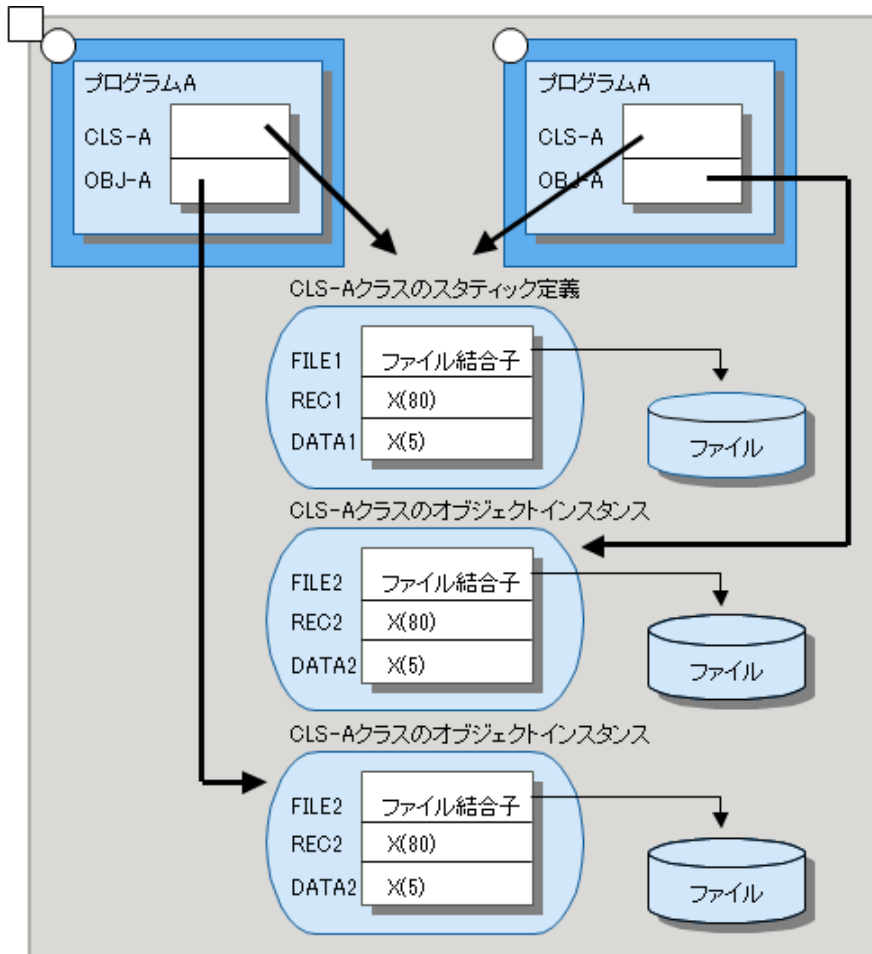 プログラムA
CLS-A
OBJ-A
プログラムA
CLS-A
OBJ-A
CLS-Aクラスのスタティック定義
FILE1 ファイル結合子
REC1 X(80)
DATA1 X(5)
ファイル
CLS-Aクラスのオブジェクトインスタンス
FILE2 ファイル結合子
REC2 X(80)
DATA2 X(5)
ファイル
CLS-Aクラスのオブジェクトインスタンス
FILE2 ファイル結合子
REC2 X(80)
DATA2 X(5)
ファイル